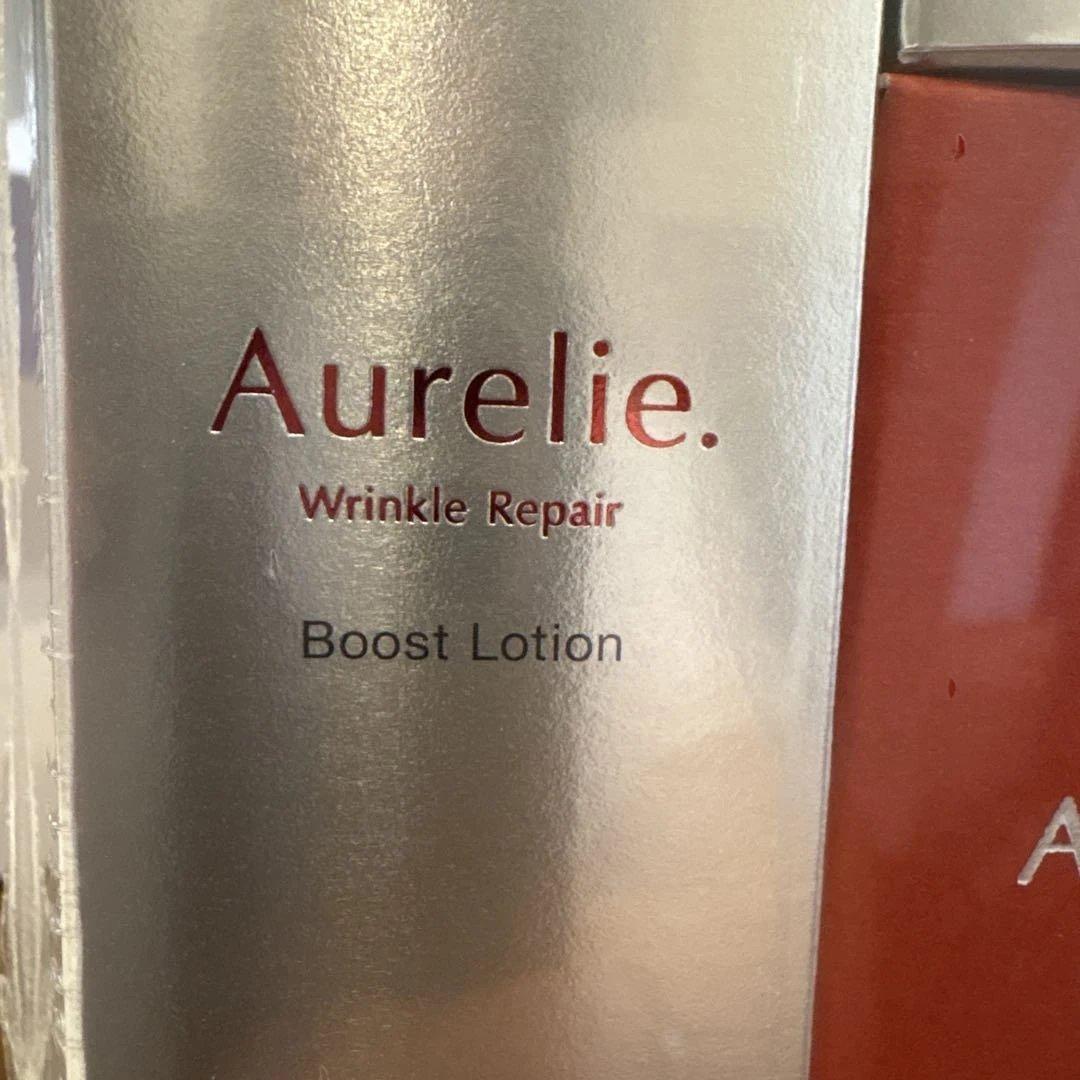 Aurelie.
Wrinkle Repair
Boost Lotion
A